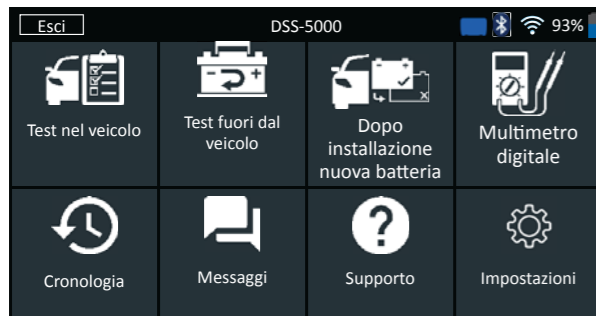 Esci
DSS-5000
93%
Test nel veicolo
Test fuori dal
veicolo
Dopo
installazione
nuova batteria
Multimetro
digitale
Cronologia
Messaggi
Supporto
Impostazioni